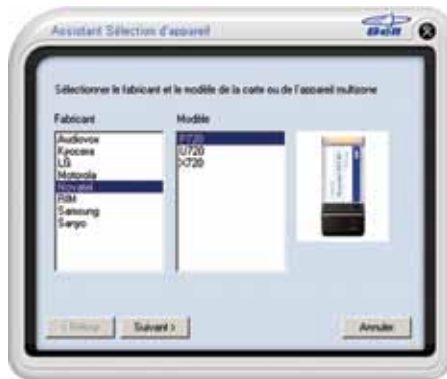 Assistant Sélection d'appareil
Bell
Sélectionner le fabricant et le modèle de la carte ou de l'appareil multizone
Fabricant
Modèle
Audiovox
Kyocera
LG
Motorola
Novatel
RIM
Samsung
Sanyo
P720
U720
X720
< Retour
Suivant >
Annuler